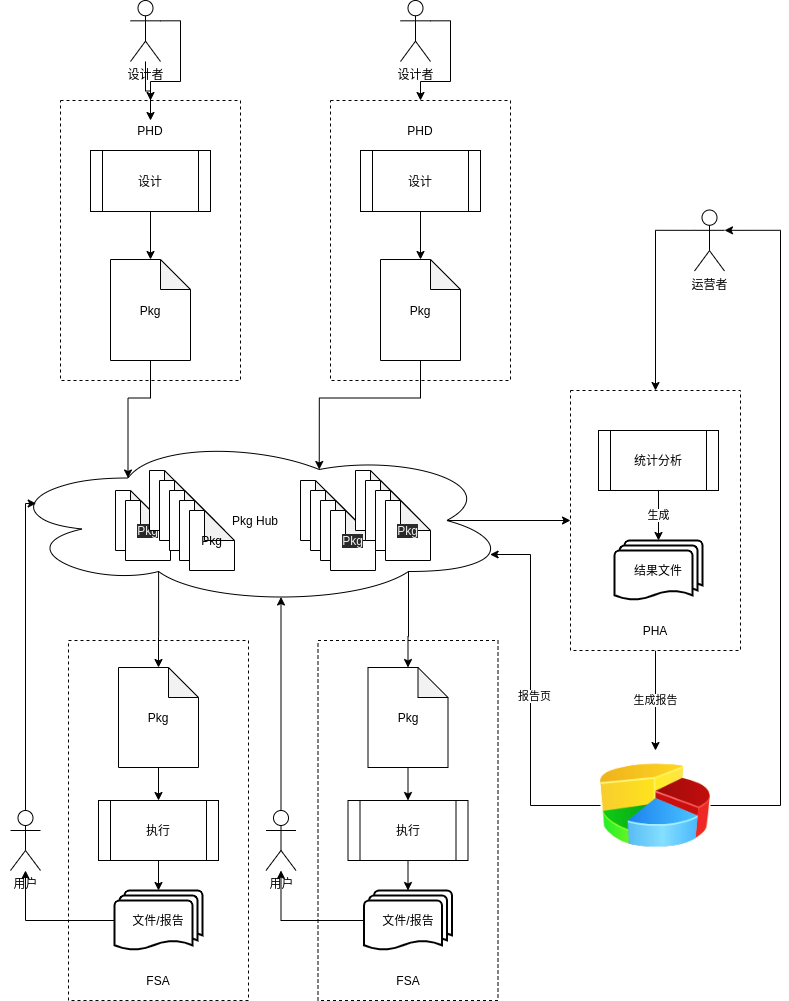 设计者
设计者
PHD
PHD
设计
设计
Pkg
Pkg
运营者
统计分析
生成
结果文件
PHA
Pkg
Pkg
Pkg Hub
Pkg
Pkg
生成报告
报告页
Pkg
Pkg
执行
执行
用户
用户
文件/报告
文件/报告
FSA
FSA